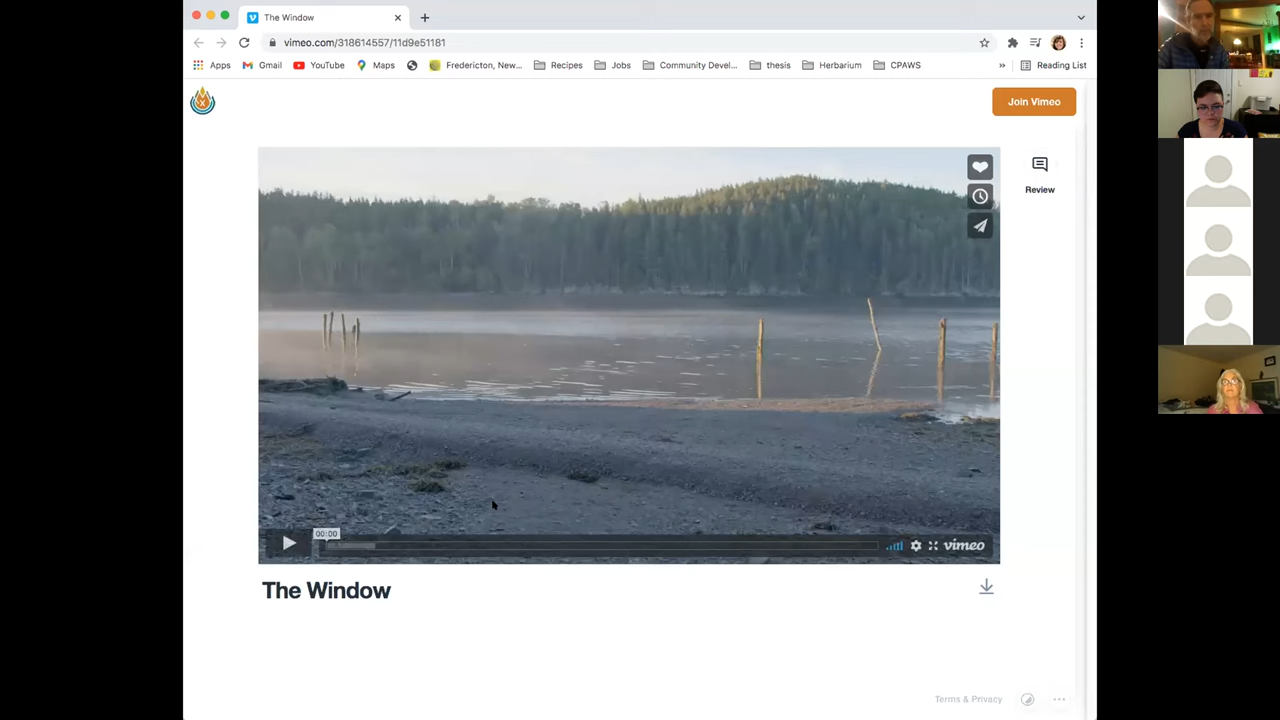 The Window
vimeo.com/318614557/11d9e51181
Apps Gmail YouTube Maps Fredericton, New... Recipes Jobs Community Devel... thesis Herbarium CPAWS » Reading List
Join Vimeo
Review
00:00
vimeo
The Window
Terms & Privacy